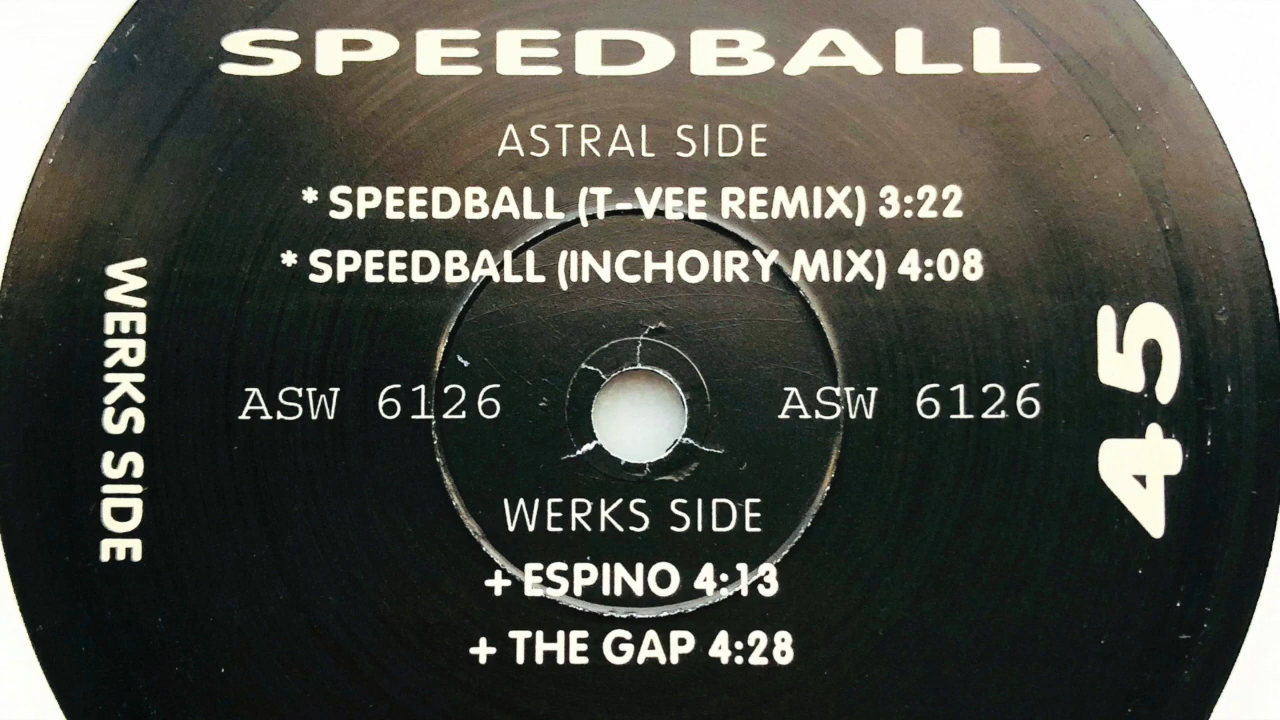 SPEEDBALL
ASTRAL SIDE
* SPEEDBALL (T-VEE REMIX) 3:22
* SPEEDBALL (INCHOIRY MIX) 4:08
WERKS SIDE
ASW 6126
ASW 6126
45
WERKS SIDE
+ ESPINO 4:13
+ THE GAP 4:28